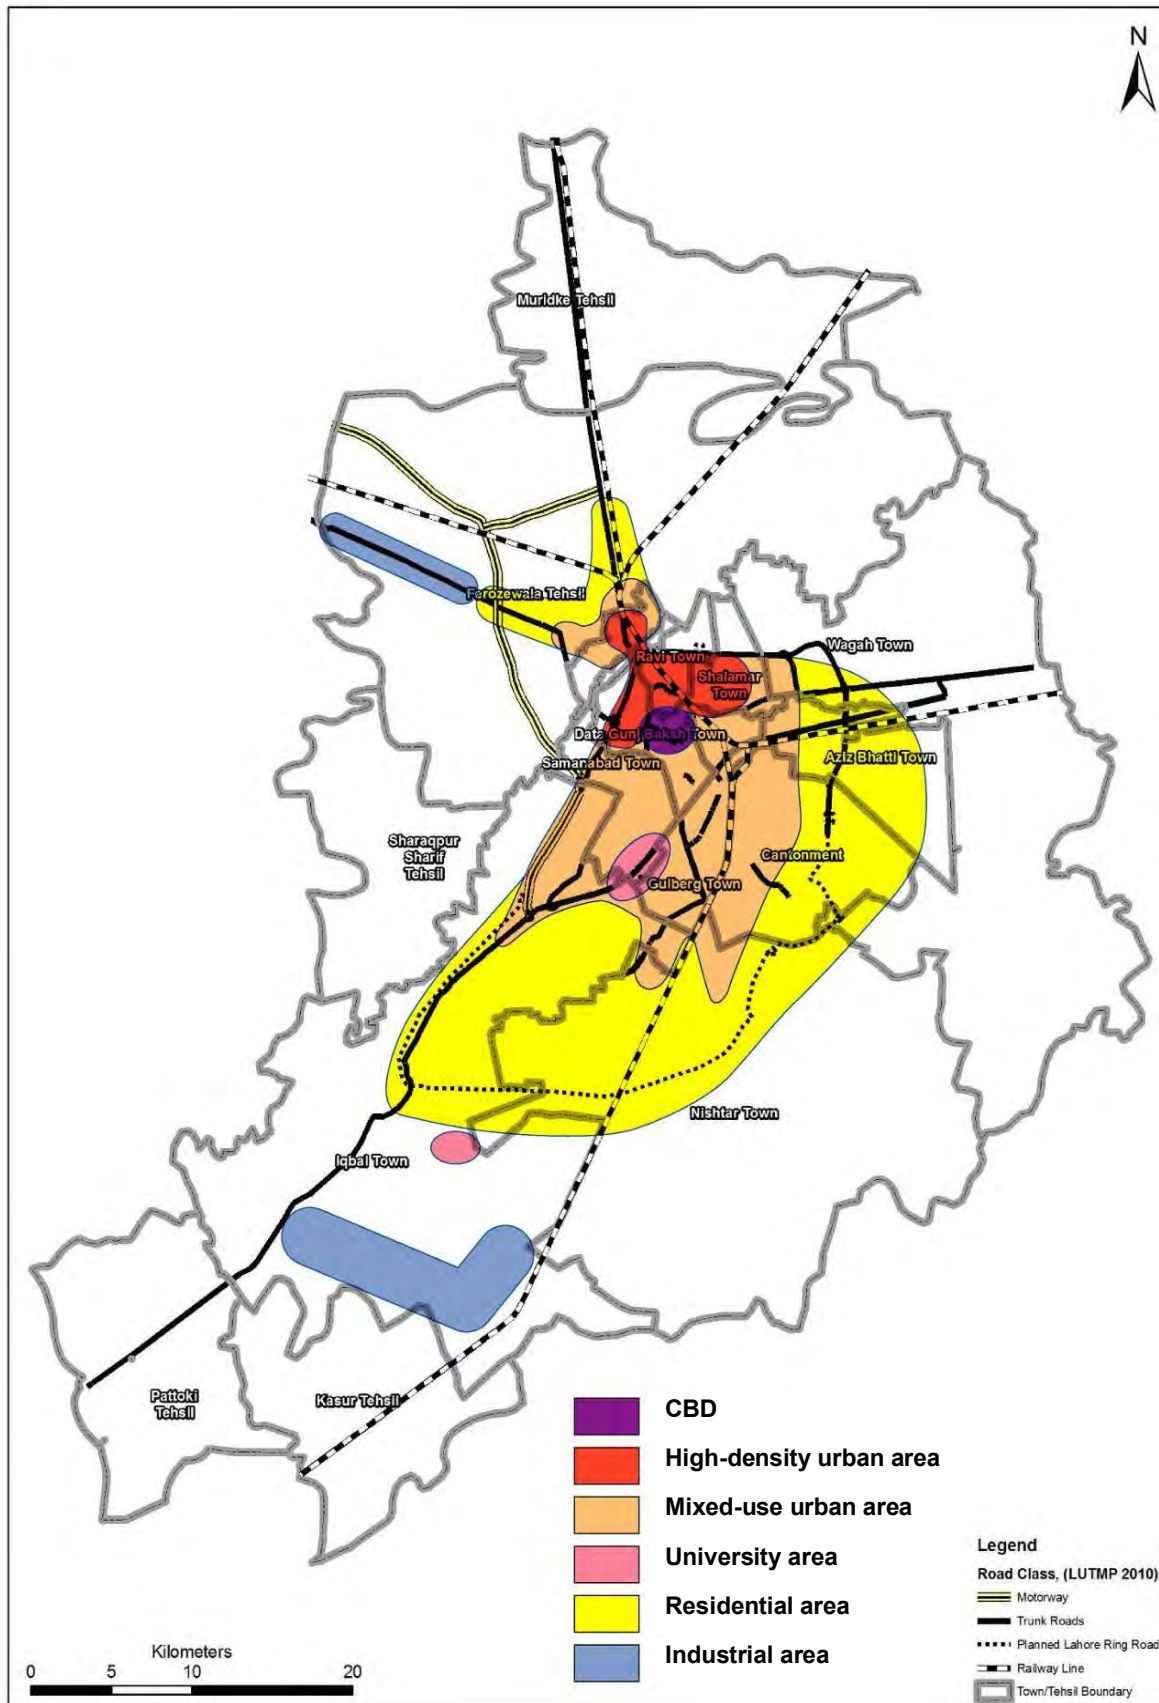 N
Muridke Tehsil
Ferozewala Tehsil
Wagah Town
Ravi Town
Shalamar
Town
Data Gunj Baksh Town
Samanabad Town
Aziz Bhatti Town
Sharaqpur
Sharif
Tehsil
Cantonment
Gulberg Town
Nishtar Town
Iqbal Town
Pattoki
Tehsil
Kasur Tehsil
CBD
High-density urban area
Mixed-use urban area
University area
Residential area
Industrial area
Legend
Road Class, (LUTMP 2010)
Motorway
Trunk Roads
Planned Lahore Ring Road
Railway Line
Town/Tehsil Boundary
Kilometers
0 5 10 20